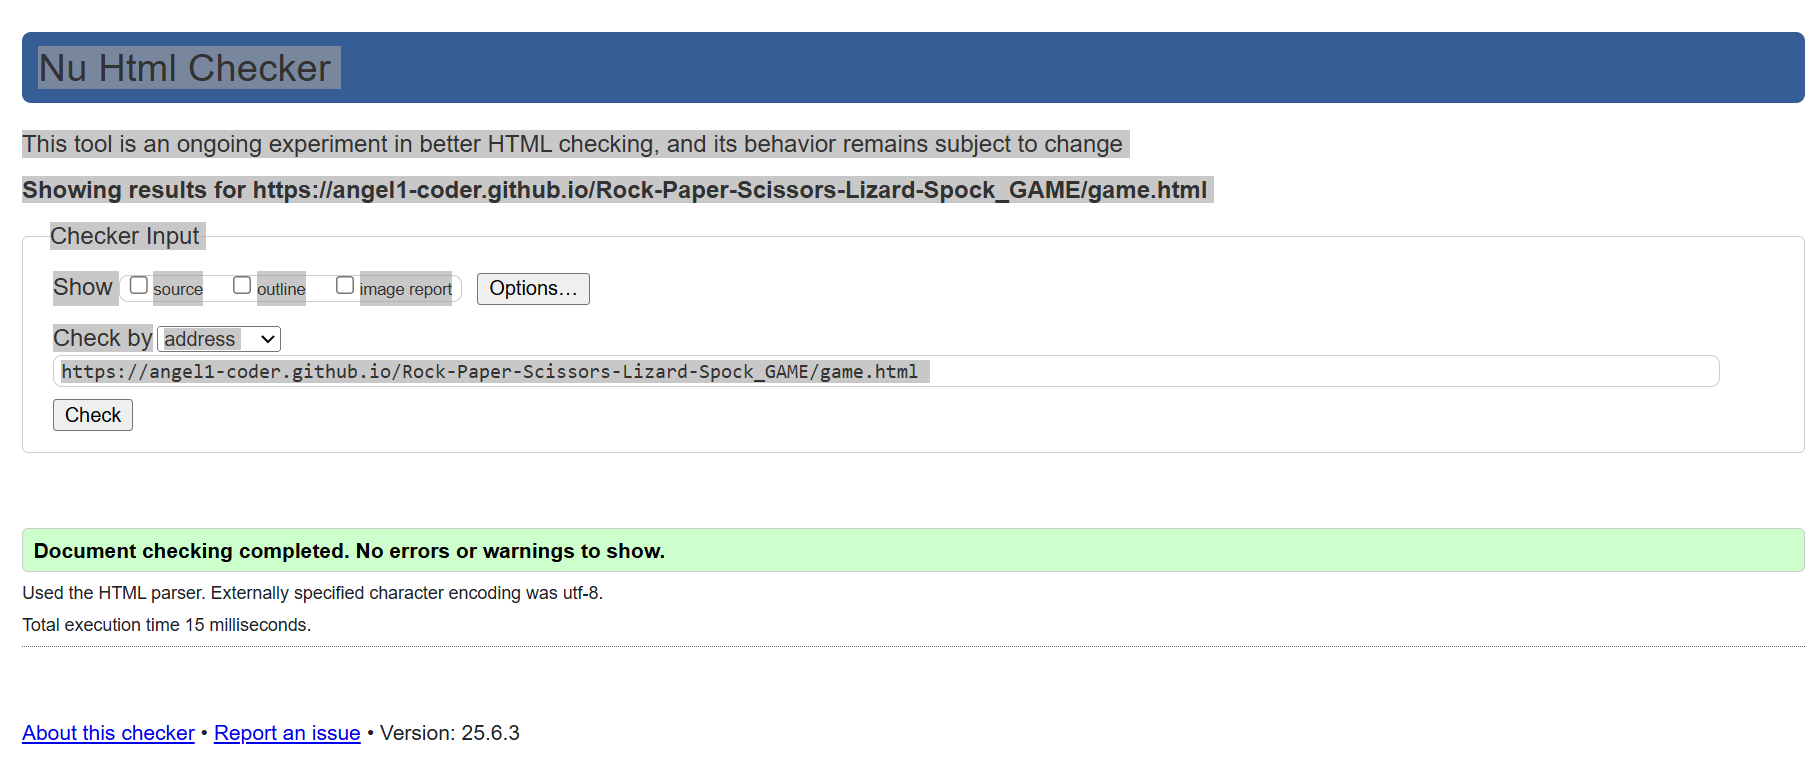 Nu Html Checker
This tool is an ongoing experiment in better HTML checking, and its behavior remains subject to change
Showing results for https://angel1-coder.github.io/Rock-Paper-Scissors-Lizard-Spock_GAME/game.html
Checker Input
Show source outline image report Options...
Check by address
https://angel1-coder.github.io/Rock-Paper-Scissors-Lizard-Spock_GAME/game.html
Check
Document checking completed. No errors or warnings to show.
Used the HTML parser. Externally specified character encoding was utf-8.
Total execution time 15 milliseconds.
About this checker • Report an issue • Version: 25.6.3